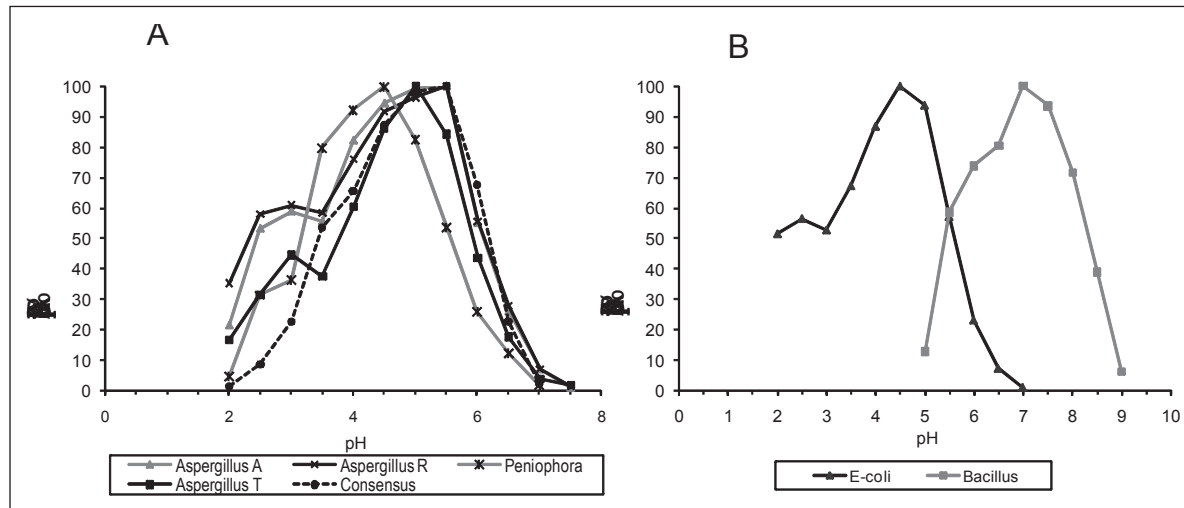 A
100
90
80
70
60
50
40
30
20
10
0
0 2 4 6 8
pH
Aspergillus A Aspergillus R Peniophora
Aspergillus T Consensus
B
100
90
80
70
60
50
40
30
20
10
0
0 1 2 3 4 5 6 7 8 9 10
pH
E-coli Bacillus